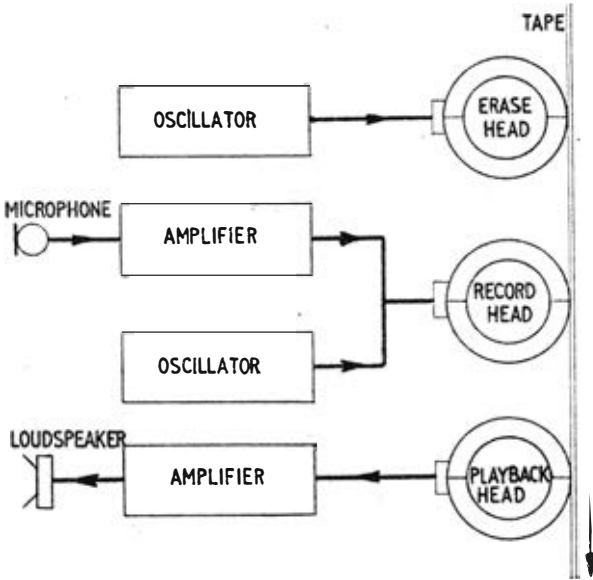 TAPE
OSCILLATOR
ERASE
HEAD
MICROPHONE
AMPLIFIER
RECORD
HEAD
OSCILLATOR
LOUDSPEAKER
AMPLIFIER
PLAYBACK
HEAD